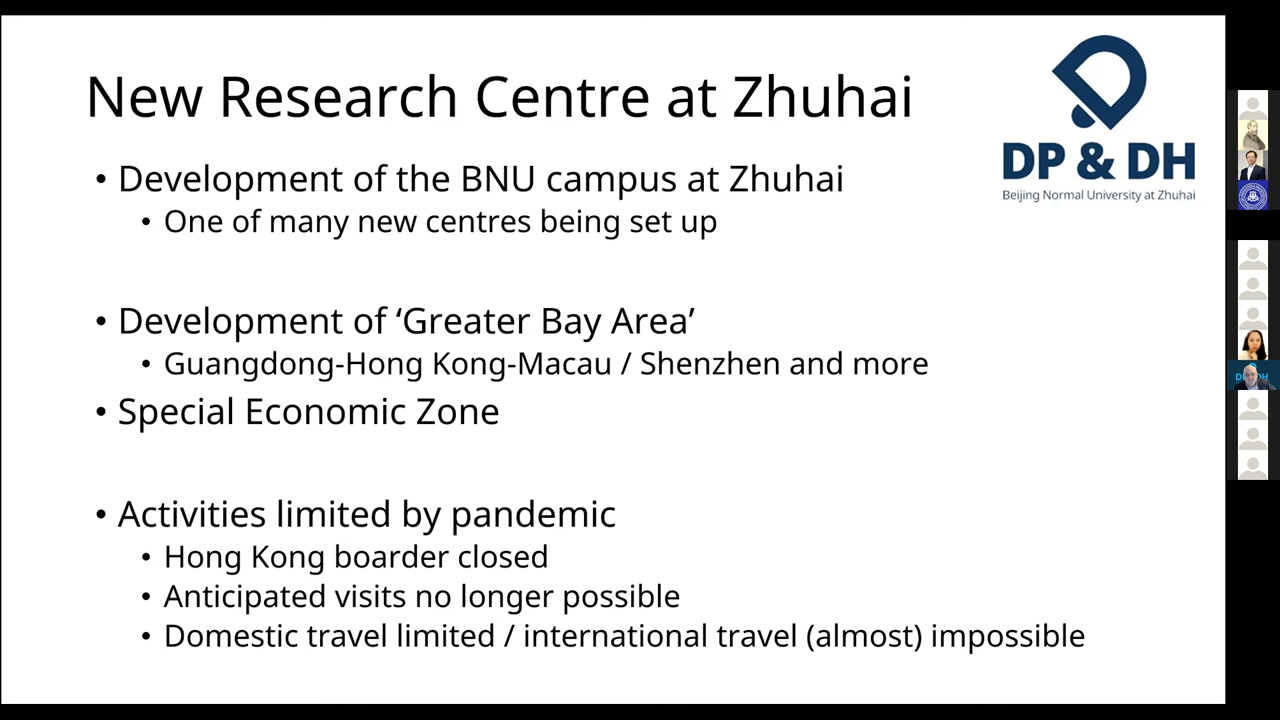 New Research Centre at Zhuhai
DP & DH
Beijing Normal University at Zhuhai
• Development of the BNU campus at Zhuhai
• One of many new centres being set up
• Development of ‘Greater Bay Area’
• Guangdong-Hong Kong-Macau / Shenzhen and more
• Special Economic Zone
• Activities limited by pandemic
• Hong Kong boarder closed
• Anticipated visits no longer possible
• Domestic travel limited / international travel (almost) impossible